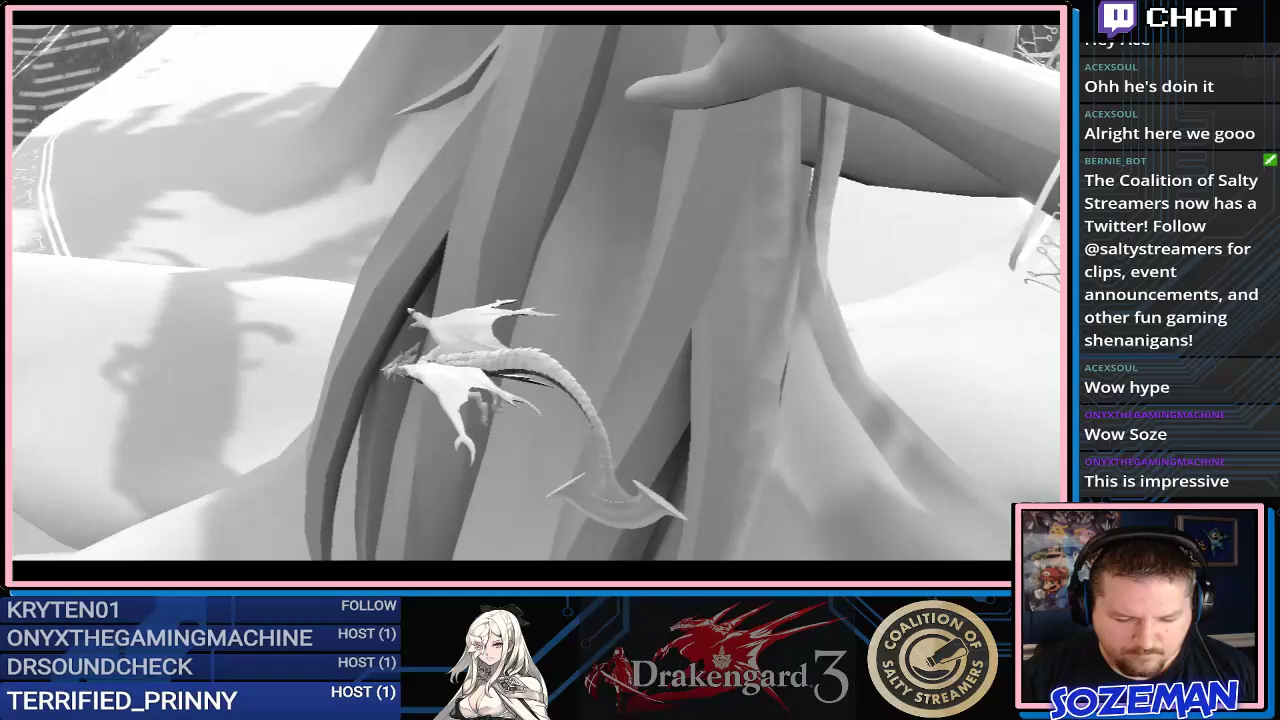 CHAT
Hey Ace
ACEXSOUL
Ohh he's doin it
ACEXSOUL
Alright here we gooo
BERNIE_BOT
The Coalition of Salty
Streamers now has a
Twitter! Follow
@saltystreamers for
clips, event
announcements, and
other fun gaming
shenanigans!
ACEXSOUL
Wow hype
ONYXTHEGAMINGMACHINE
Wow Soze
ONYXTHEGAMINGMACHINE
This is impressive
KRYTEN01 FOLLOW
ONYXTHEGAMINGMACHINE HOST (1)
DRSOUNDCHECK HOST (1)
TERRIFIED_PRINNY HOST (1)
Drakengard 3
COALITION OF
SALTY STREAMERS
SOZEMAN